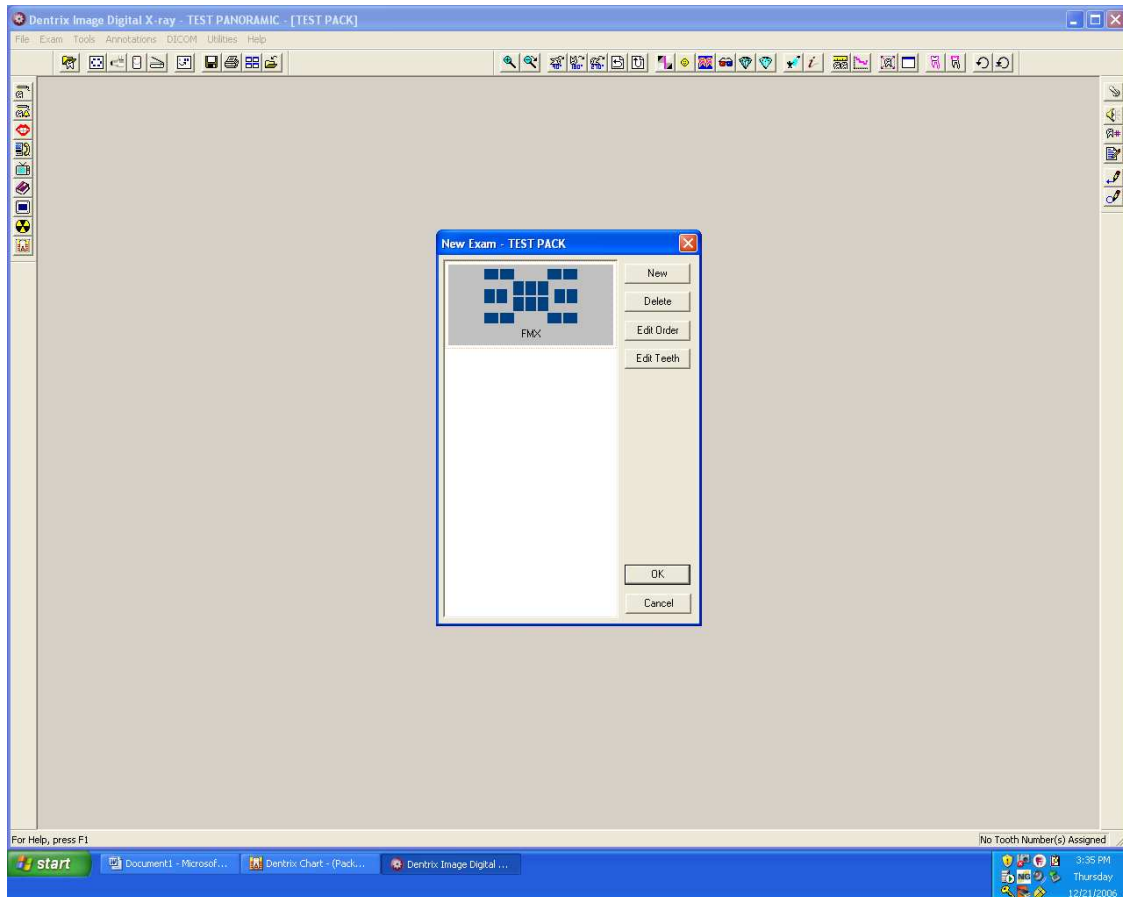 Dentrix Image Digital X-ray - TEST PANORAMIC - [TEST PACK]
File Exam Tools Annotations DICOM Utilities Help
New Exam - TEST PACK
New
Delete
FMX
Edit Order
Edit Teeth
OK
Cancel
For Help, press F1
No Tooth Number(s) Assigned
start
Document1 - Microsof...
Dentrix Chart - (Pack...
Dentrix Image Digital ...
3:35 PM
Thursday
12/21/2006